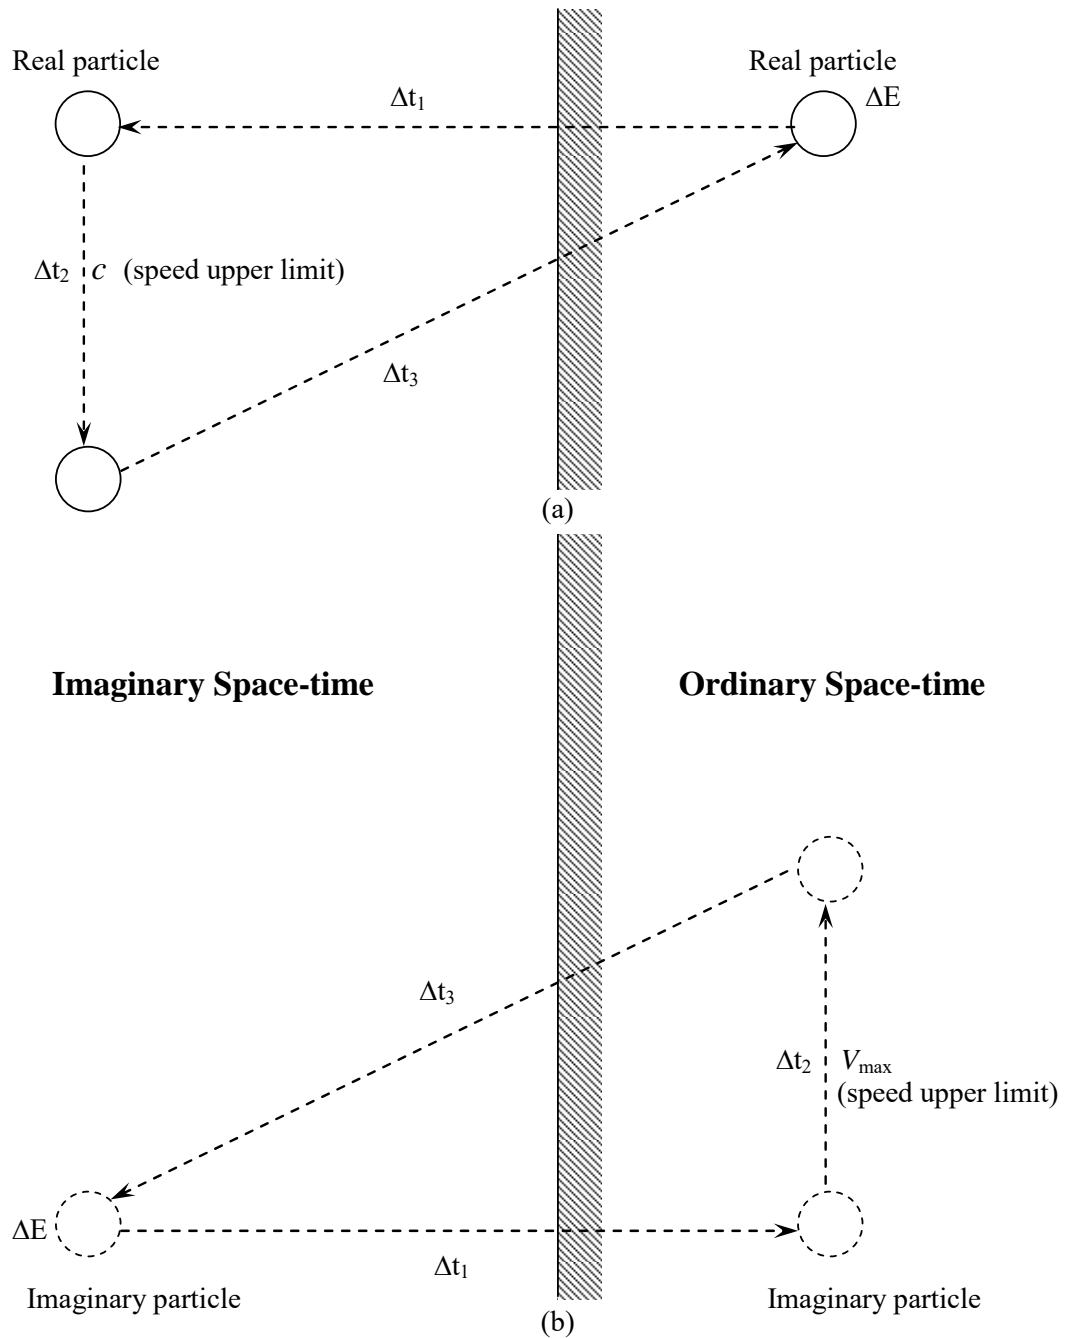 Real particle
Real particle
Δt1
ΔE
Δt2 c (speed upper limit)
Δt3
(a)
Imaginary Space-time
Ordinary Space-time
Δt3
Δt2 Vmax
(speed upper limit)
ΔE
Δt1
Imaginary particle
Imaginary particle
(b)